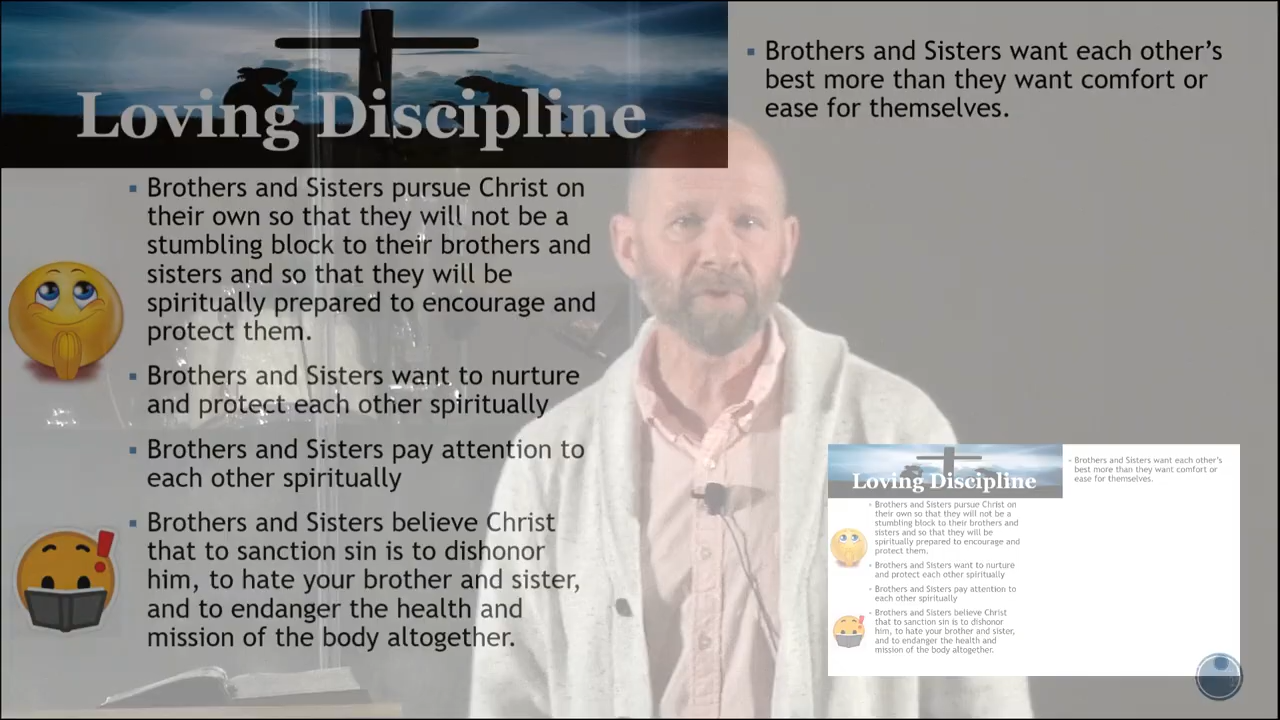 Loving Discipline
Brothers and Sisters pursue Christ on
their own so that they will not be a
stumbling block to their brothers and
sisters and so that they will be
spiritually prepared to encourage and
protect them.
Brothers and Sisters want to nurture
and protect each other spiritually
Brothers and Sisters pay attention to
each other spiritually
Brothers and Sisters believe Christ
that to sanction sin is to dishonor
him, to hate your brother and sister,
and to endanger the health and
mission of the body altogether.
Brothers and Sisters want each other’s
best more than they want comfort or
ease for themselves.
Loving Discipline
Brothers and Sisters pursue Christ on
their own so that they will not be a
stumbling block to their brothers and
sisters and so that they will be
spiritually prepared to encourage and
protect them.
Brothers and Sisters want to nurture
and protect each other spiritually
Brothers and Sisters pay attention to
each other spiritually
Brothers and Sisters believe Christ
that to sanction sin is to dishonor
him, to hate your brother and sister,
and to endanger the health and
mission of the body altogether.
Brothers and Sisters want each other’s
best more than they want comfort or
ease for themselves.